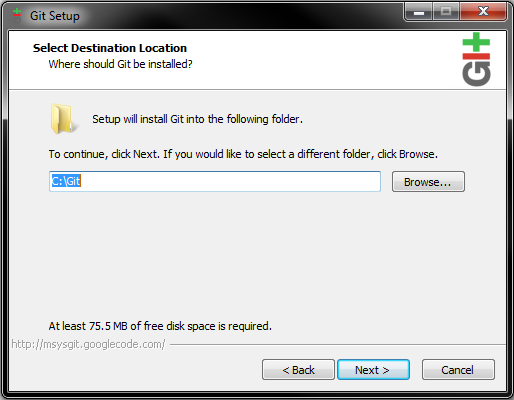 Git Setup
Select Destination Location
Where should Git be installed?
GIt
Setup will install Git into the following folder.
To continue, click Next. If you would like to select a different folder, click Browse.
C:\Git
Browse...
At least 75.5 MB of free disk space is required.
http://msysgit.googlecode.com/
< Back
Next >
Cancel